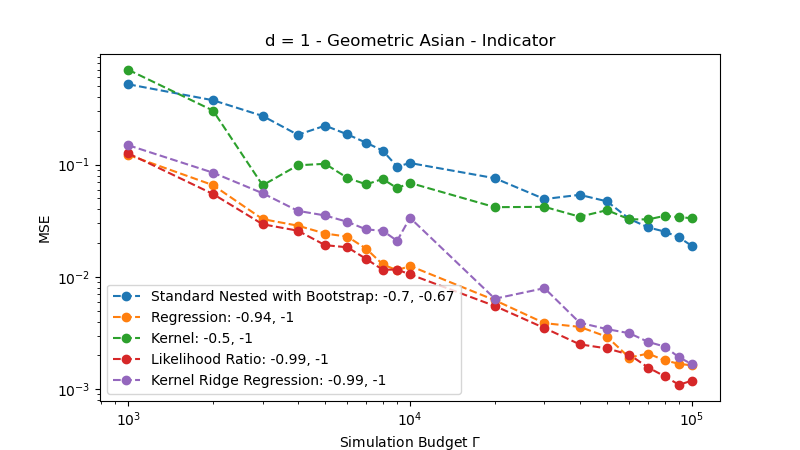 d = 1 - Geometric Asian - Indicator
MSE
10⁻¹
10⁻²
10⁻³
Standard Nested with Bootstrap: -0.7, -0.67
Regression: -0.94, -1
Kernel: -0.5, -1
Likelihood Ratio: -0.99, -1
Kernel Ridge Regression: -0.99, -1
10³ 10⁴ 10⁵
Simulation Budget Γ